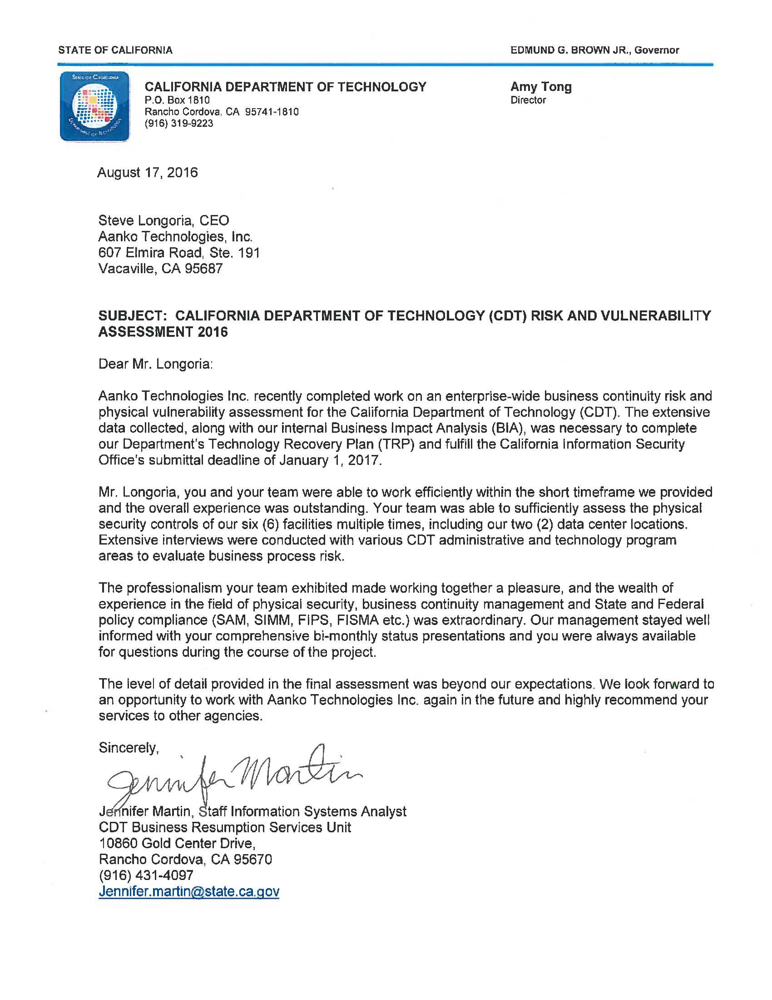 STATE OF CALIFORNIA
EDMUND G. BROWN JR., Governor
STATE OF CALIFORNIA
DEPARTMENT OF TECHNOLOGY
CALIFORNIA DEPARTMENT OF TECHNOLOGY
P.O. Box 1810
Rancho Cordova, CA 95741-1810
(916) 319-9223
Amy Tong
Director
August 17, 2016
Steve Longoria, CEO
Aanko Technologies, Inc.
607 Elmira Road, Ste. 191
Vacaville, CA 95687
SUBJECT: CALIFORNIA DEPARTMENT OF TECHNOLOGY (CDT) RISK AND VULNERABILITY
ASSESSMENT 2016
Dear Mr. Longoria:
Aanko Technologies Inc. recently completed work on an enterprise-wide business continuity risk and
physical vulnerability assessment for the California Department of Technology (CDT). The extensive
data collected, along with our internal Business Impact Analysis (BIA), was necessary to complete
our Department's Technology Recovery Plan (TRP) and fulfill the California Information Security
Office's submittal deadline of January 1, 2017.
Mr. Longoria, you and your team were able to work efficiently within the short timeframe we provided
and the overall experience was outstanding. Your team was able to sufficiently assess the physical
security controls of our six (6) facilities multiple times, including our two (2) data center locations.
Extensive interviews were conducted with various CDT administrative and technology program
areas to evaluate business process risk.
The professionalism your team exhibited made working together a pleasure, and the wealth of
experience in the field of physical security, business continuity management and State and Federal
policy compliance (SAM, SIMM, FIPS, FISMA etc.) was extraordinary. Our management stayed well
informed with your comprehensive bi-monthly status presentations and you were always available
for questions during the course of the project.
The level of detail provided in the final assessment was beyond our expectations. We look forward to
an opportunity to work with Aanko Technologies Inc. again in the future and highly recommend your
services to other agencies.
Sincerely,
Jennifer Martin
Jennifer Martin, Staff Information Systems Analyst
CDT Business Resumption Services Unit
10860 Gold Center Drive,
Rancho Cordova, CA 95670
(916) 431-4097
Jennifer.martin@state.ca.gov